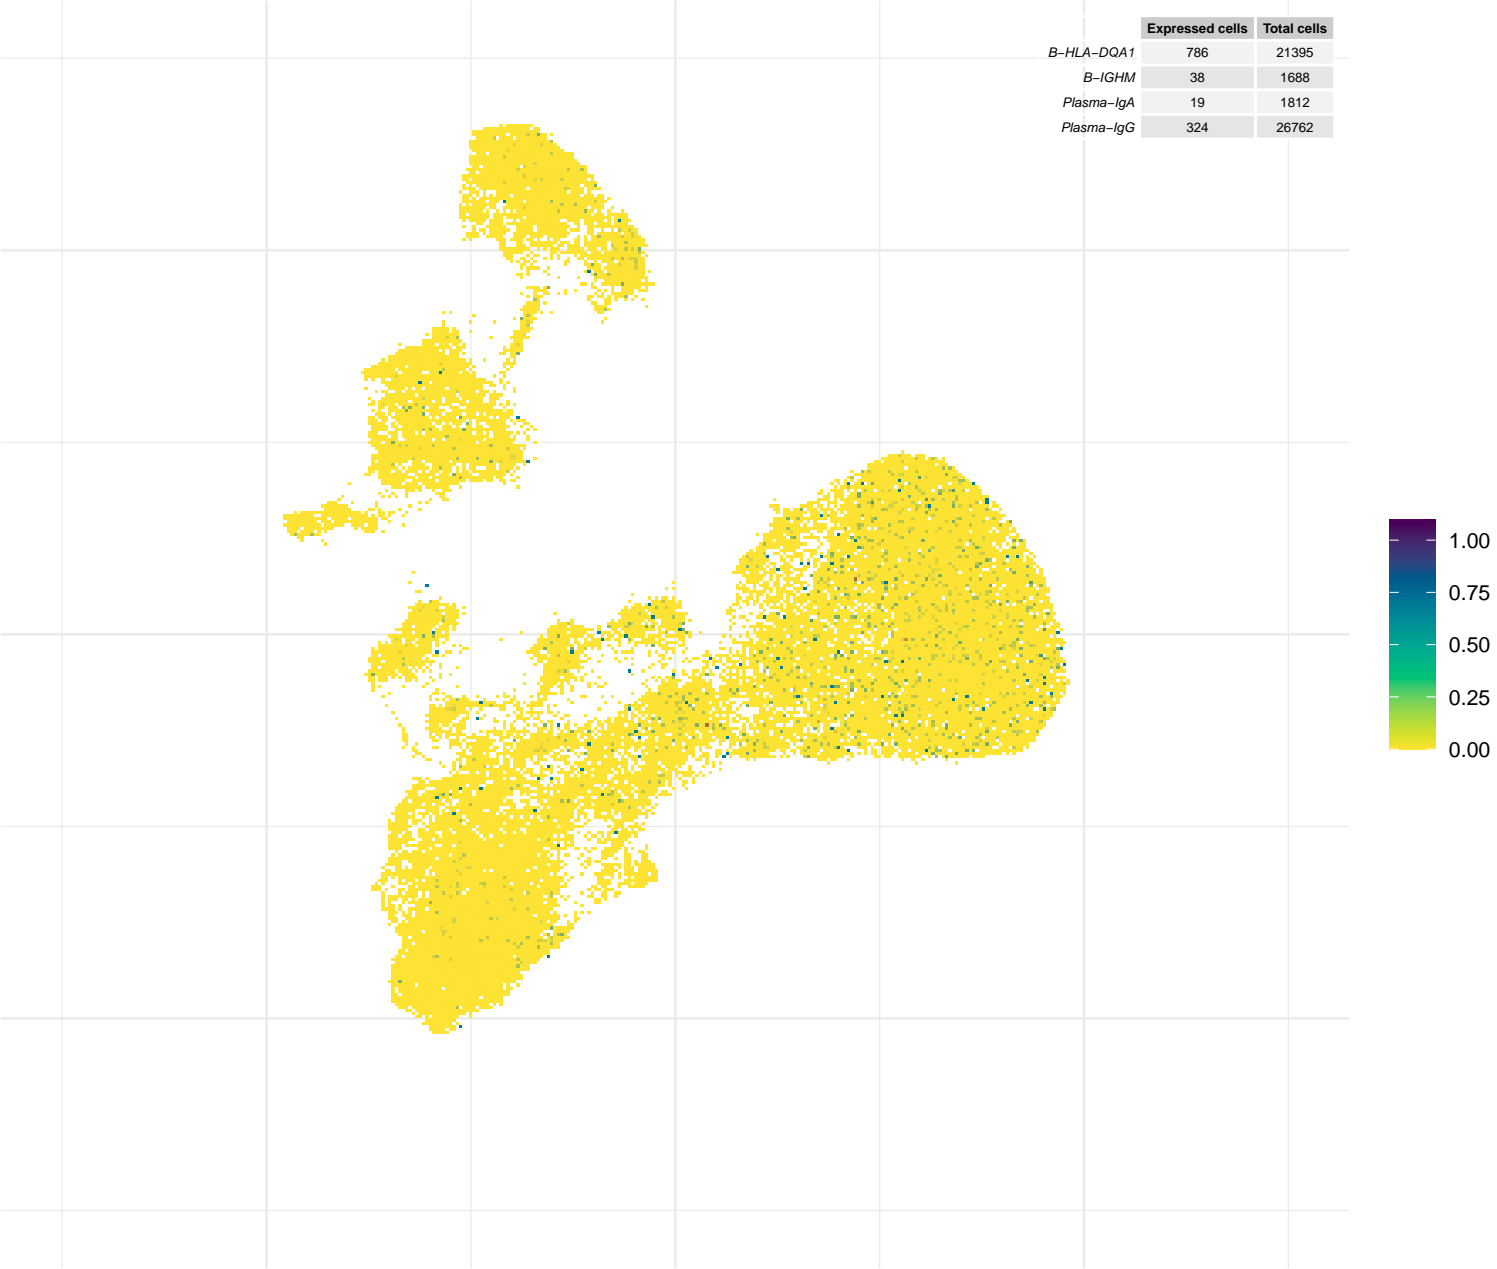 Expressed cells Total cells
B−HLA−DQA1 786 21395
B−IGHM 38 1688
Plasma−IgA 19 1812
Plasma−IgG 324 26762
1.00
0.75
0.50
0.25
0.00